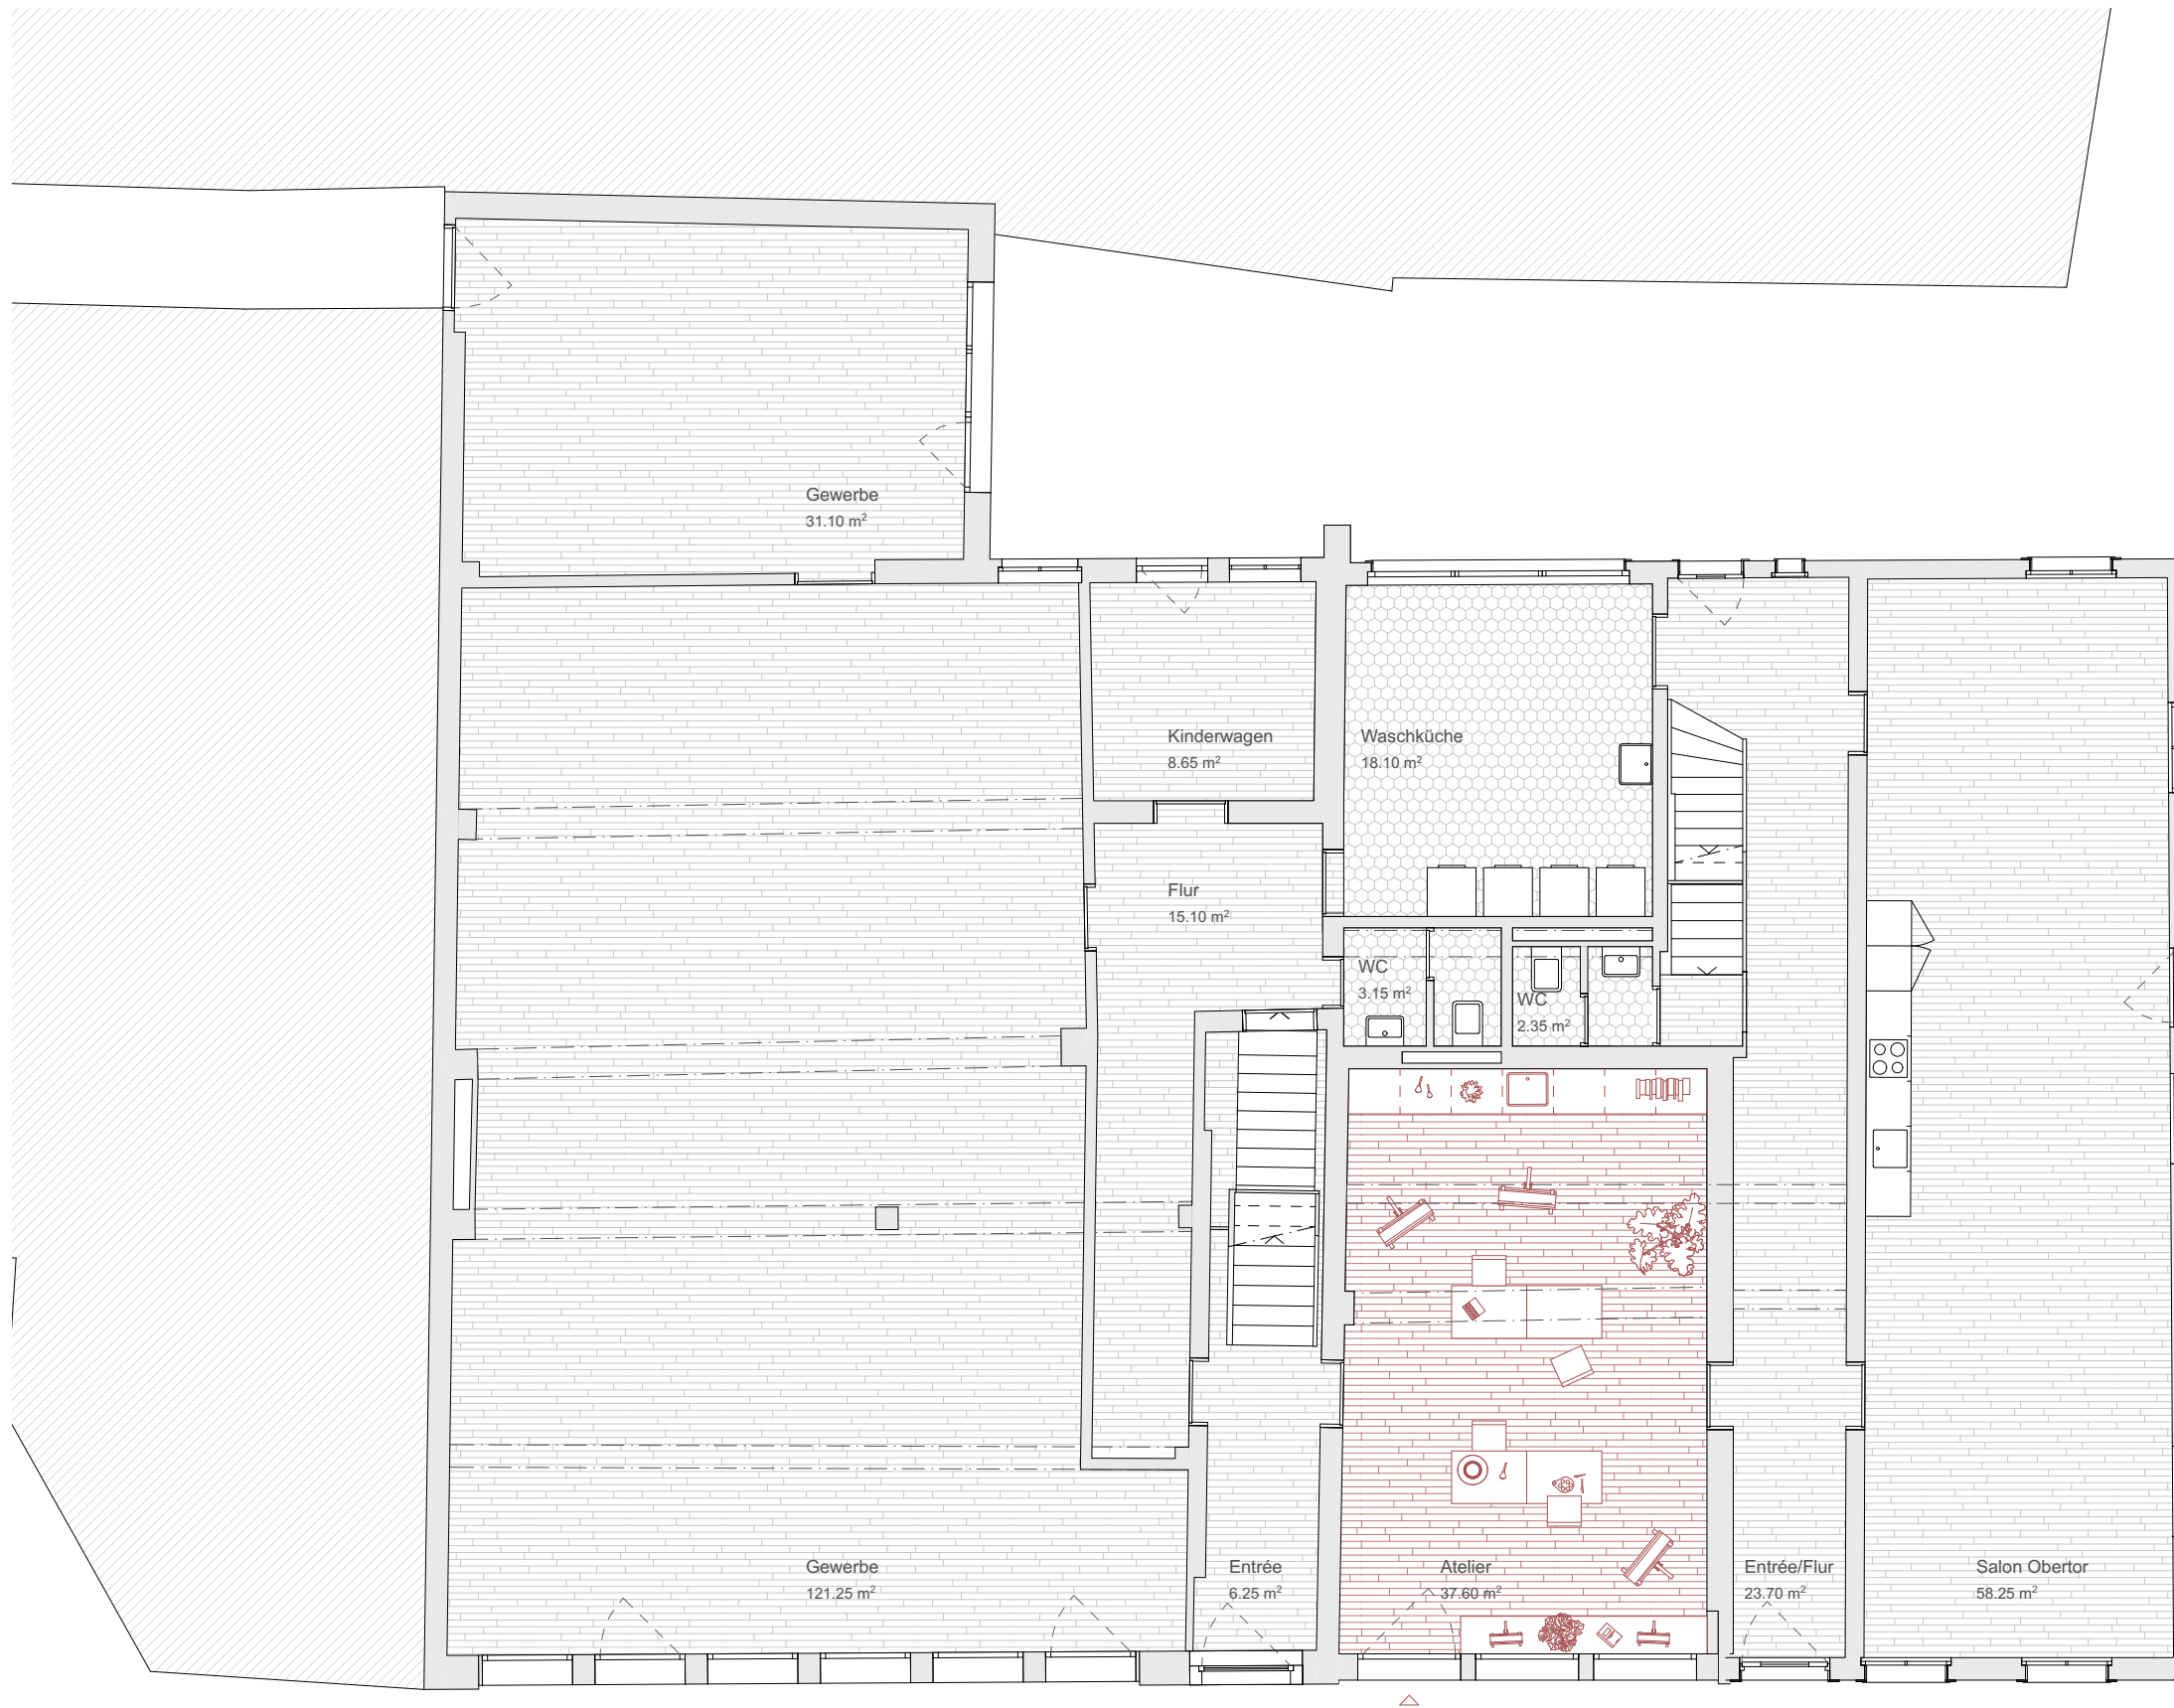 Gewerbe
31.10 m²
Kinderwagen
8.65 m²
Waschküche
18.10 m²
Flur
15.10 m²
WC
3.15 m²
WC
2.35 m²
Gewerbe
121.25 m²
Entrée
6.25 m²
Atelier
37.60 m²
Entrée/Flur
23.70 m²
Salon Obertor
58.25 m²